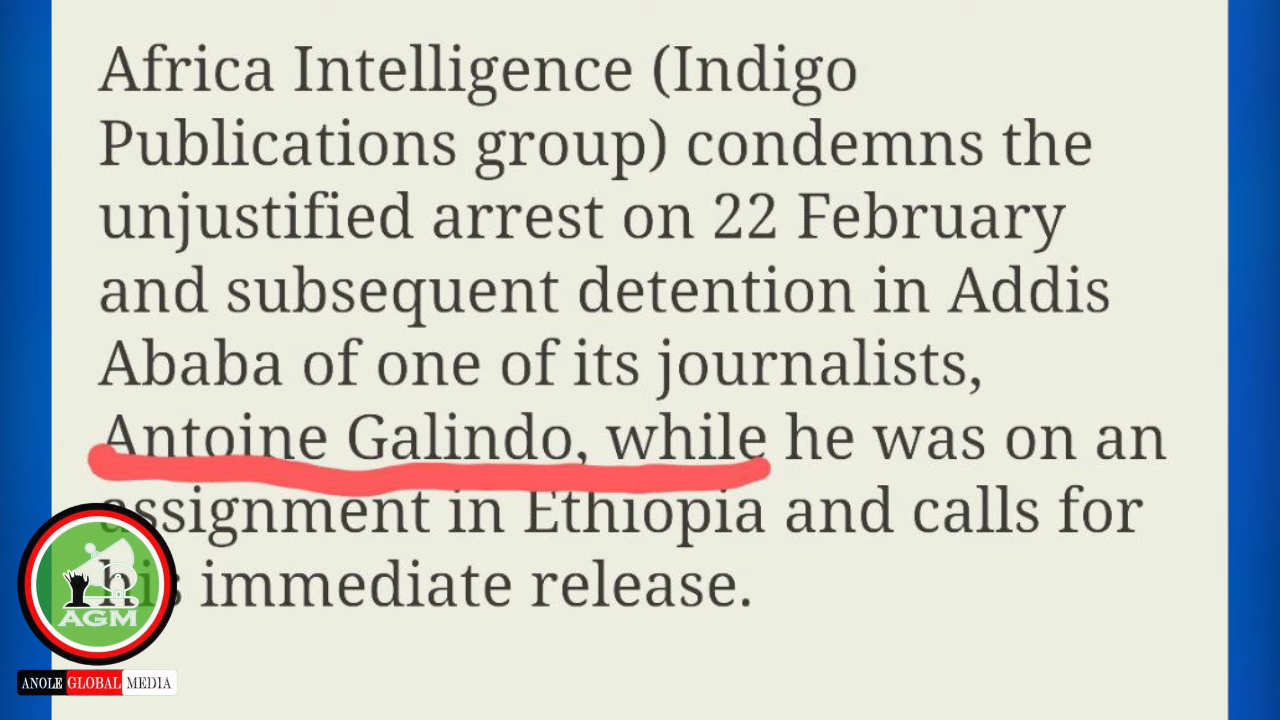 Africa Intelligence (Indigo
Publications group) condemns the
unjustified arrest on 22 February
and subsequent detention in Addis
Ababa of one of its journalists,
Antoine Galindo, while he was on an
assignment in Ethiopia and calls for
his immediate release.
AGM
ANOLE GLOBAL MEDIA